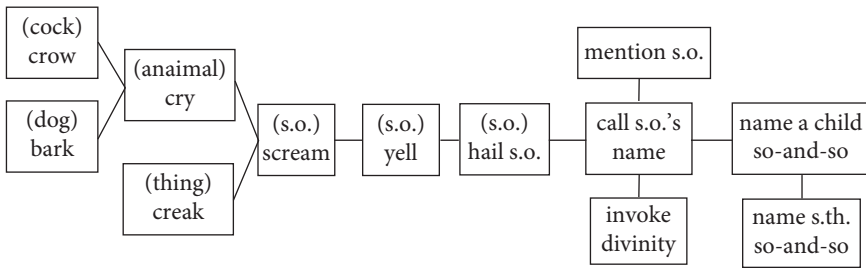 (cock)
crow
(dog)
bark
(anaimal)
cry
(thing)
creak
(s.o.)
scream
(s.o.)
yell
(s.o.)
hail s.o.
mention s.o.
call s.o.'s
name
invoke
divinity
name a child
so-and-so
name s.th.
so-and-so